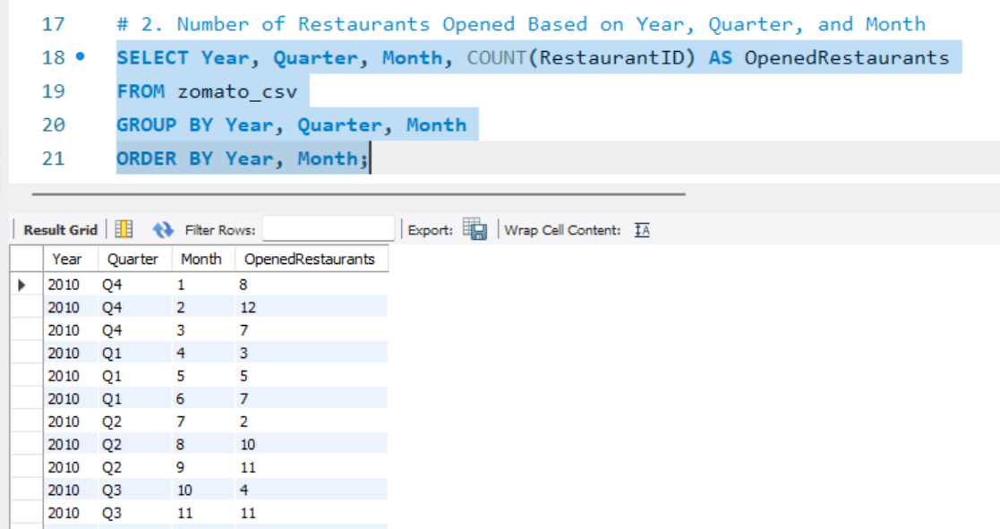 17 # 2. Number of Restaurants Opened Based on Year, Quarter, and Month
18 SELECT Year, Quarter, Month, COUNT(RestaurantID) AS OpenedRestaurants
19 FROM zomato_csv
20 GROUP BY Year, Quarter, Month
21 ORDER BY Year, Month;
Result Grid Filter Rows: Export: Wrap Cell Content: IA
Year Quarter Month OpenedRestaurants
2010 Q4 1 8
2010 Q4 2 12
2010 Q4 3 7
2010 Q1 4 3
2010 Q1 5 5
2010 Q1 6 7
2010 Q2 7 2
2010 Q2 8 10
2010 Q2 9 11
2010 Q3 10 4
2010 Q3 11 11